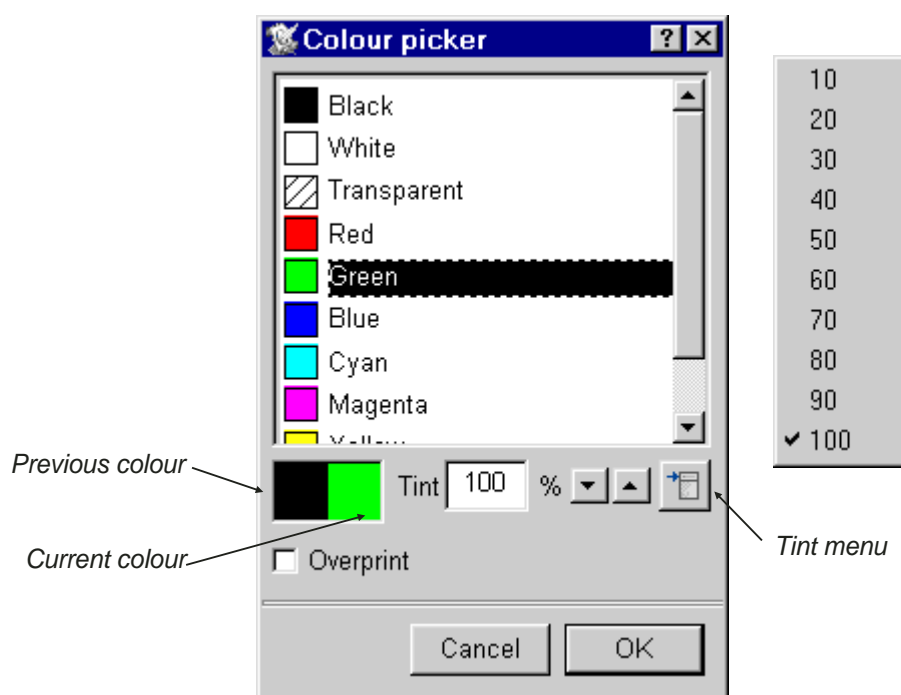 Colour picker
Black
White
Transparent
Red
Green
Blue
Cyan
Magenta
Yellow
Previous colour
Tint 100 %
Current colour
Overprint
Cancel OK
10
20
30
40
50
60
70
80
90
100
Tint menu